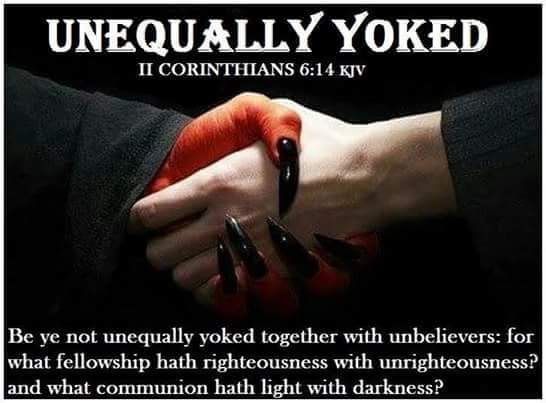 UNEQUALLY YOKED
II CORINTHIANS 6:14 KJV
Be ye not unequally yoked together with unbelievers: for
what fellowship hath righteousness with unrighteousness?
and what communion hath light with darkness?